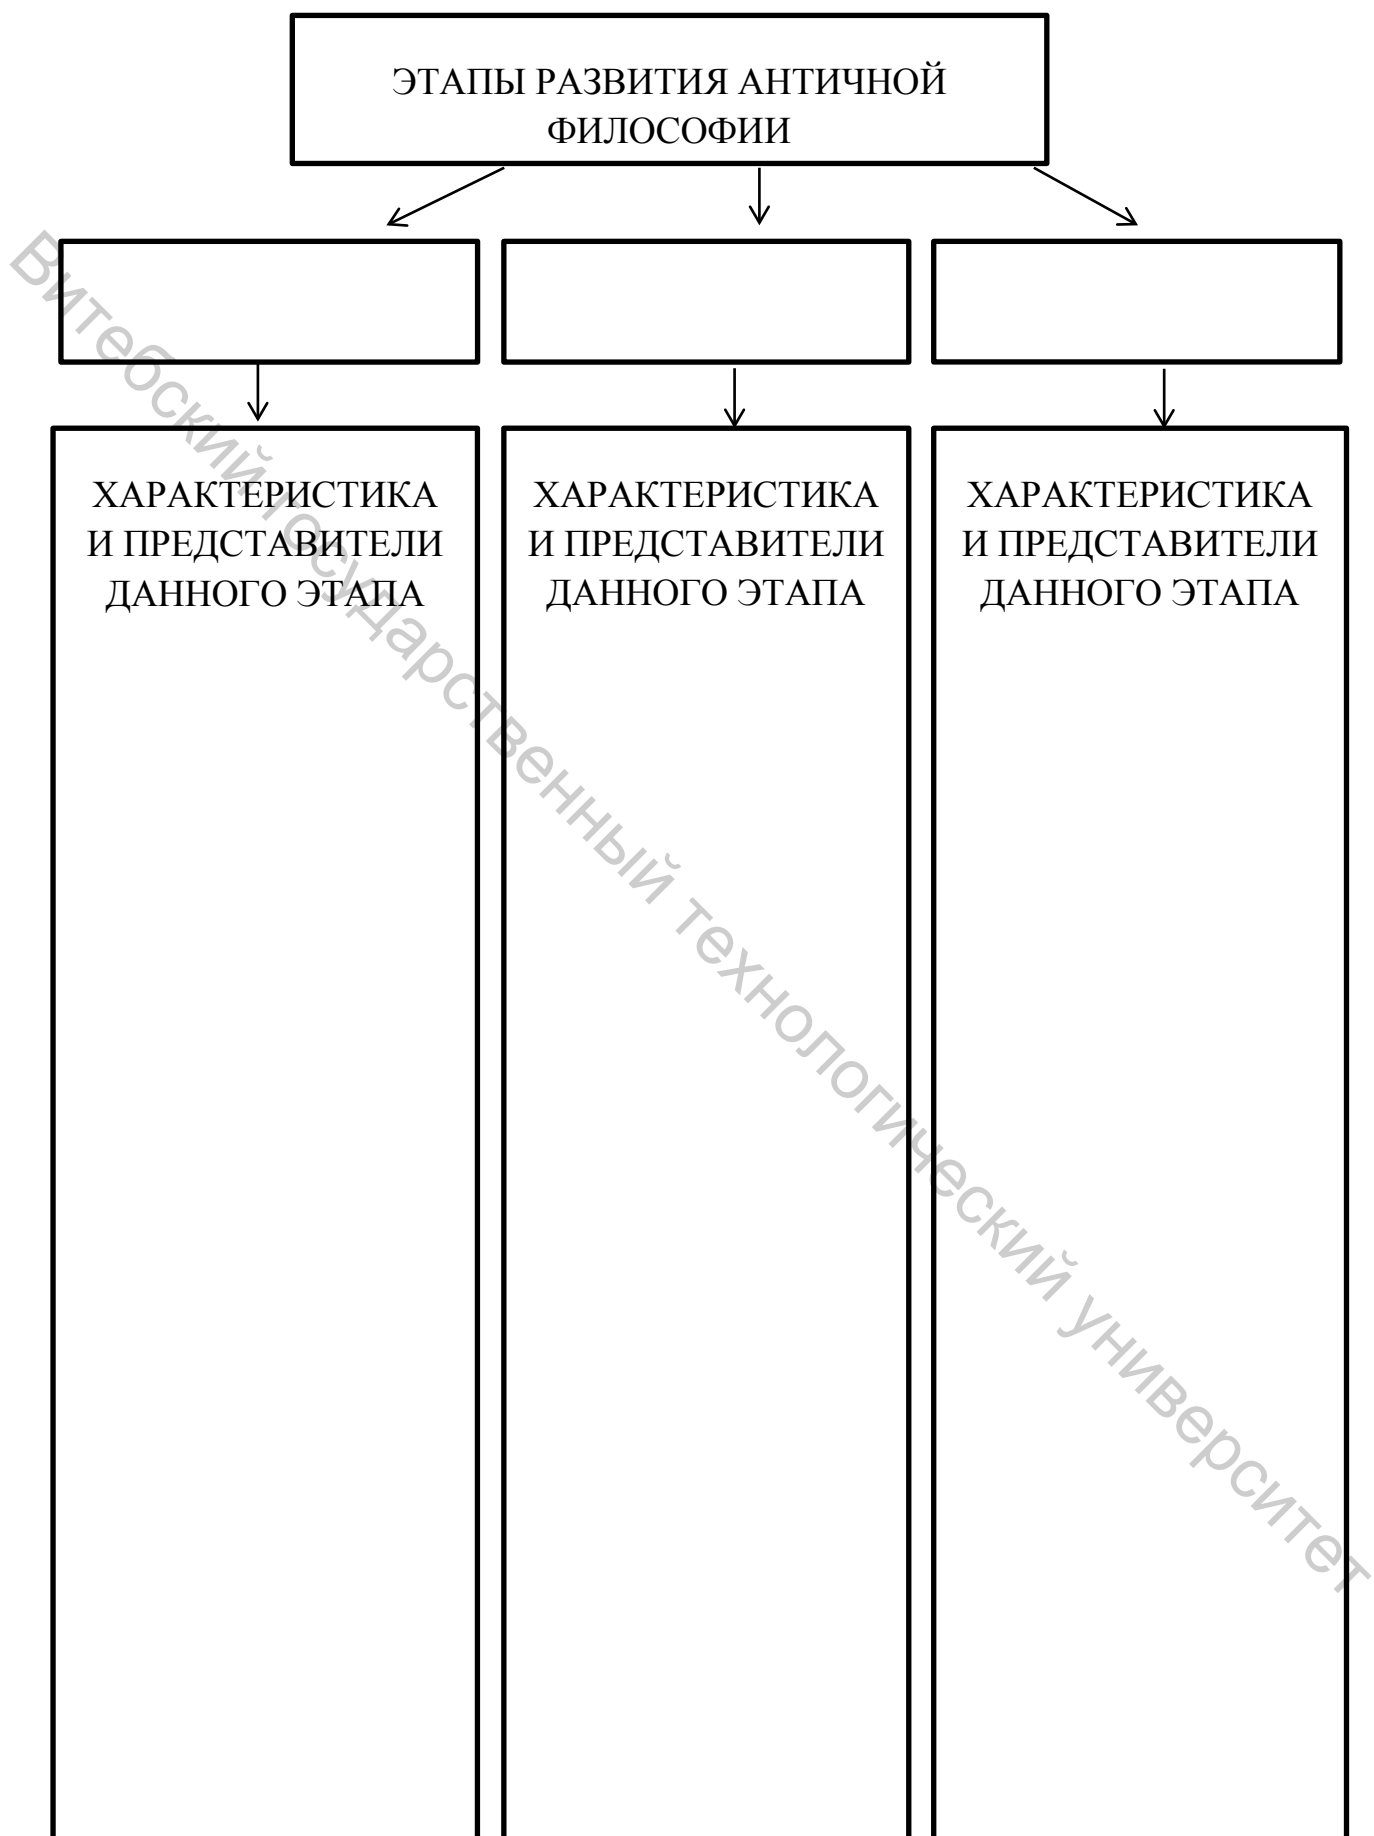 ЭТАПЫ РАЗВИТИЯ АНТИЧНОЙ
ФИЛОСОФИИ
ХАРАКТЕРИСТИКА
И ПРЕДСТАВИТЕЛИ
ДАННОГО ЭТАПА
ХАРАКТЕРИСТИКА
И ПРЕДСТАВИТЕЛИ
ДАННОГО ЭТАПА
ХАРАКТЕРИСТИКА
И ПРЕДСТАВИТЕЛИ
ДАННОГО ЭТАПА
Витебский государственный технологический университет